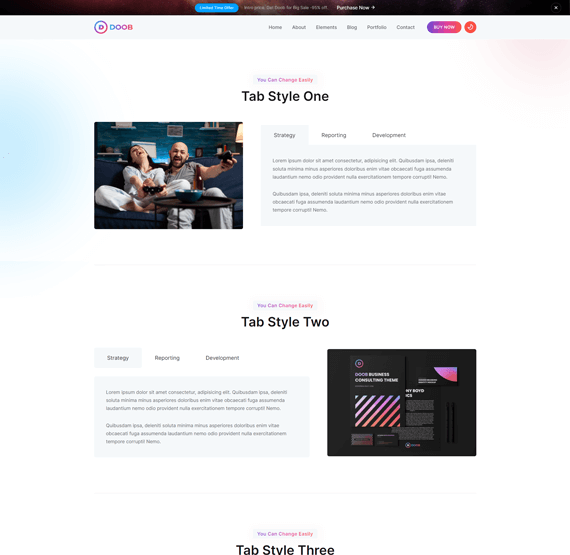 Limited Time Offer
Intro price. Get Doob for Big Sale -95% off.
Purchase Now →
DOOB
Home
About
Elements
Blog
Portfolio
Contact
BUY NOW
You Can Change Easily
Tab Style One
Strategy
Reporting
Development
Lorem ipsum dolor sit amet consectetur, adipisicing elit. Quibusdam ipsa, deleniti
soluta minima minus asperiores doloribus enim vitae obcaecati fuga assumenda
laudantium nemo odio provident nulla exercitationem tempore corrupti! Nemo.
Quibusdam ipsa, deleniti soluta minima minus asperiores doloribus enim vitae
obcaecati fuga assumenda laudantium nemo odio provident nulla exercitationem tempore
corrupti! Nemo.
You Can Change Easily
Tab Style Two
Strategy
Reporting
Development
Lorem ipsum dolor sit amet consectetur, adipisicing elit. Quibusdam ipsa, deleniti
soluta minima minus asperiores doloribus enim vitae obcaecati fuga assumenda
laudantium nemo odio provident nulla exercitationem tempore corrupti! Nemo.
Quibusdam ipsa, deleniti soluta minima minus asperiores doloribus enim vitae
obcaecati fuga assumenda laudantium nemo odio provident nulla exercitationem
tempore corrupti! Nemo.
DOOB BUSINESS
CONSULTING THEME
NY BOYD
ICS
You Can Change Easily
Tab Style Three